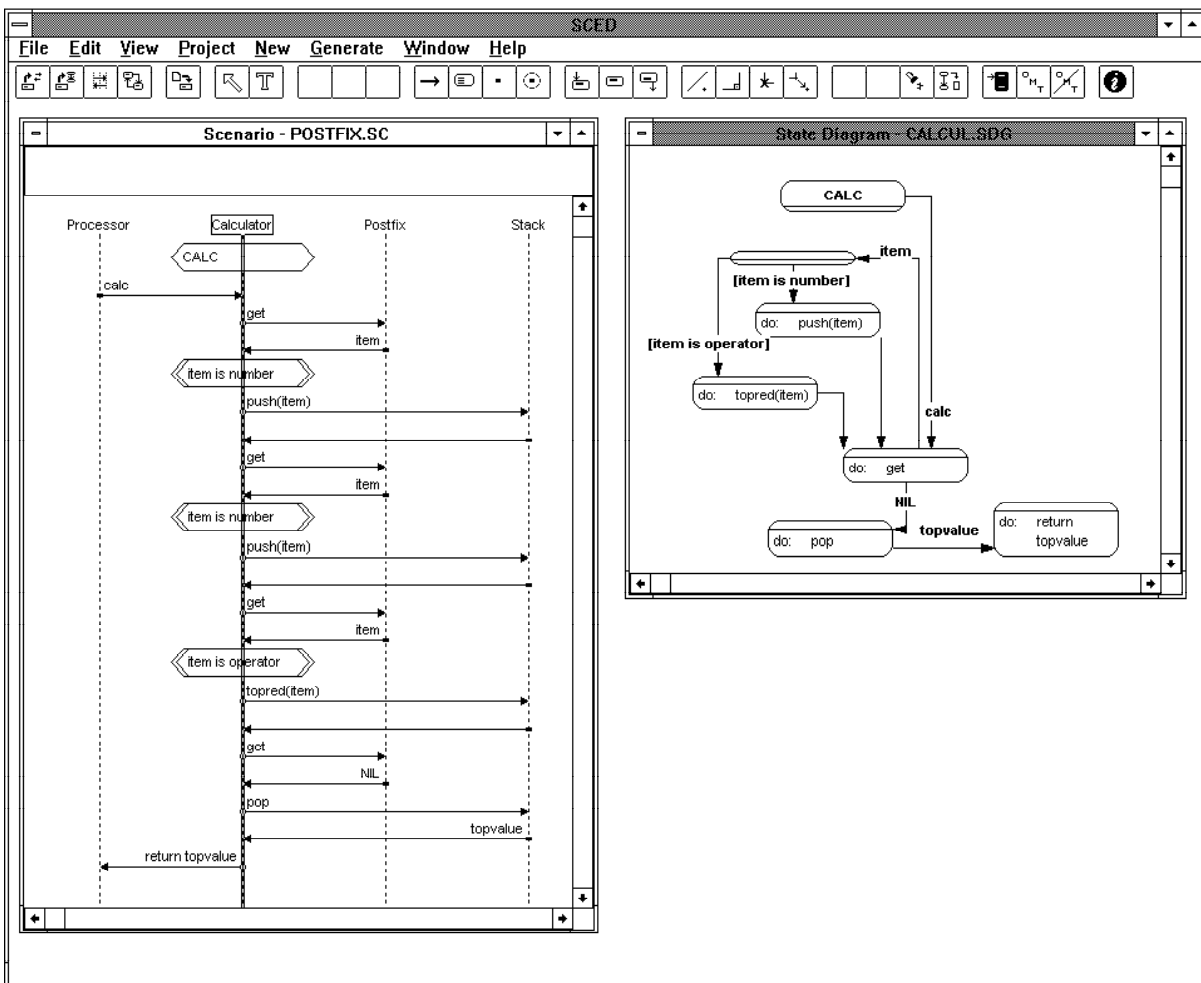 SCED
File Edit View Project New Generate Window Help
Scenario - POSTFIX.SC
Processor Calculator Postfix Stack
CALC
calc
get
item
item is number
push(item)
get
item
item is number
push(item)
get
item
item is operator
topred(item)
get
NIL
pop
topvalue
return topvalue
State Diagram - CALCUL.SDG
CALC
item
[item is number]
do: push(item)
[item is operator]
do: topred(item)
calc
do: get
NIL
do: pop
topvalue
do: return
topvalue